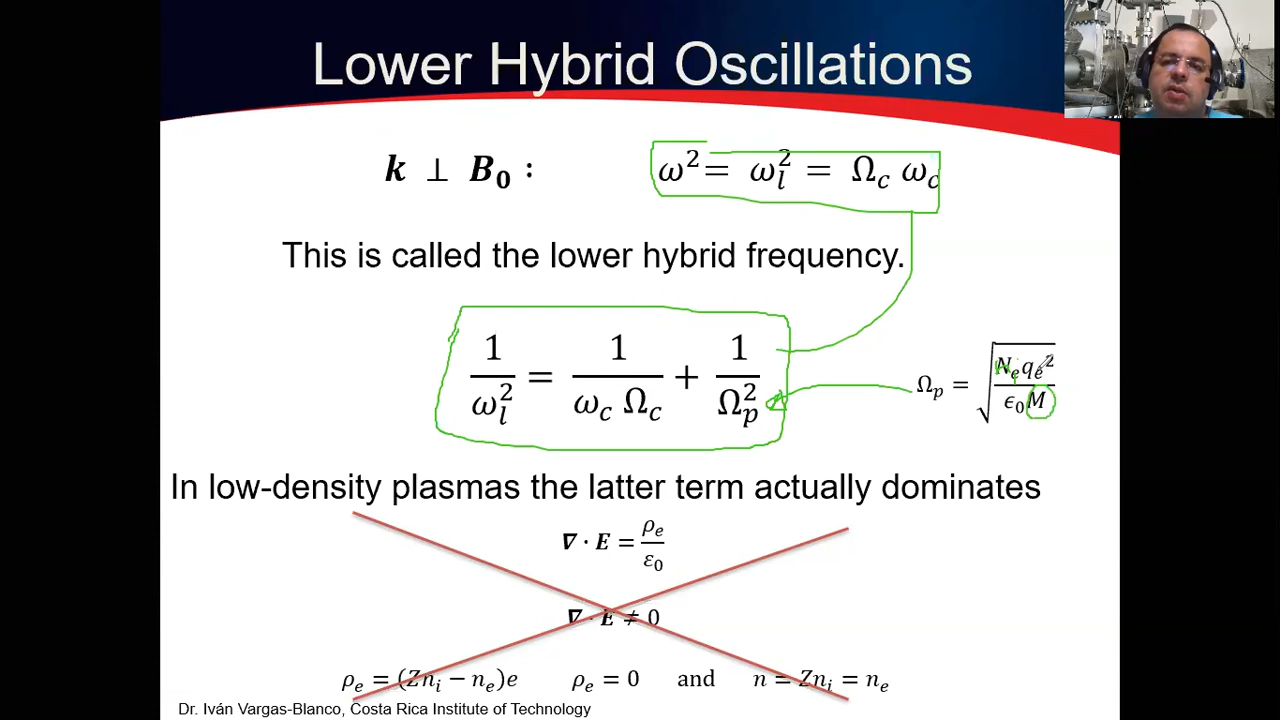 Lower Hybrid Oscillations
k ⊥ B₀ : ω² = ω_l² = Ω_c ω_c
This is called the lower hybrid frequency.
1/ω_l² = 1/(ω_c Ω_c) + 1/Ω_p²
Ω_p = √(N_e q_e² / (ϵ₀ M))
In low-density plasmas the latter term actually dominates
∇ · E = ρ_e/ε₀
∇ · E ≠ 0
ρ_e = (Zn_i − n_e)e ρ_e = 0 and n = Zn_i = n_e
Dr. Iván Vargas-Blanco, Costa Rica Institute of Technology